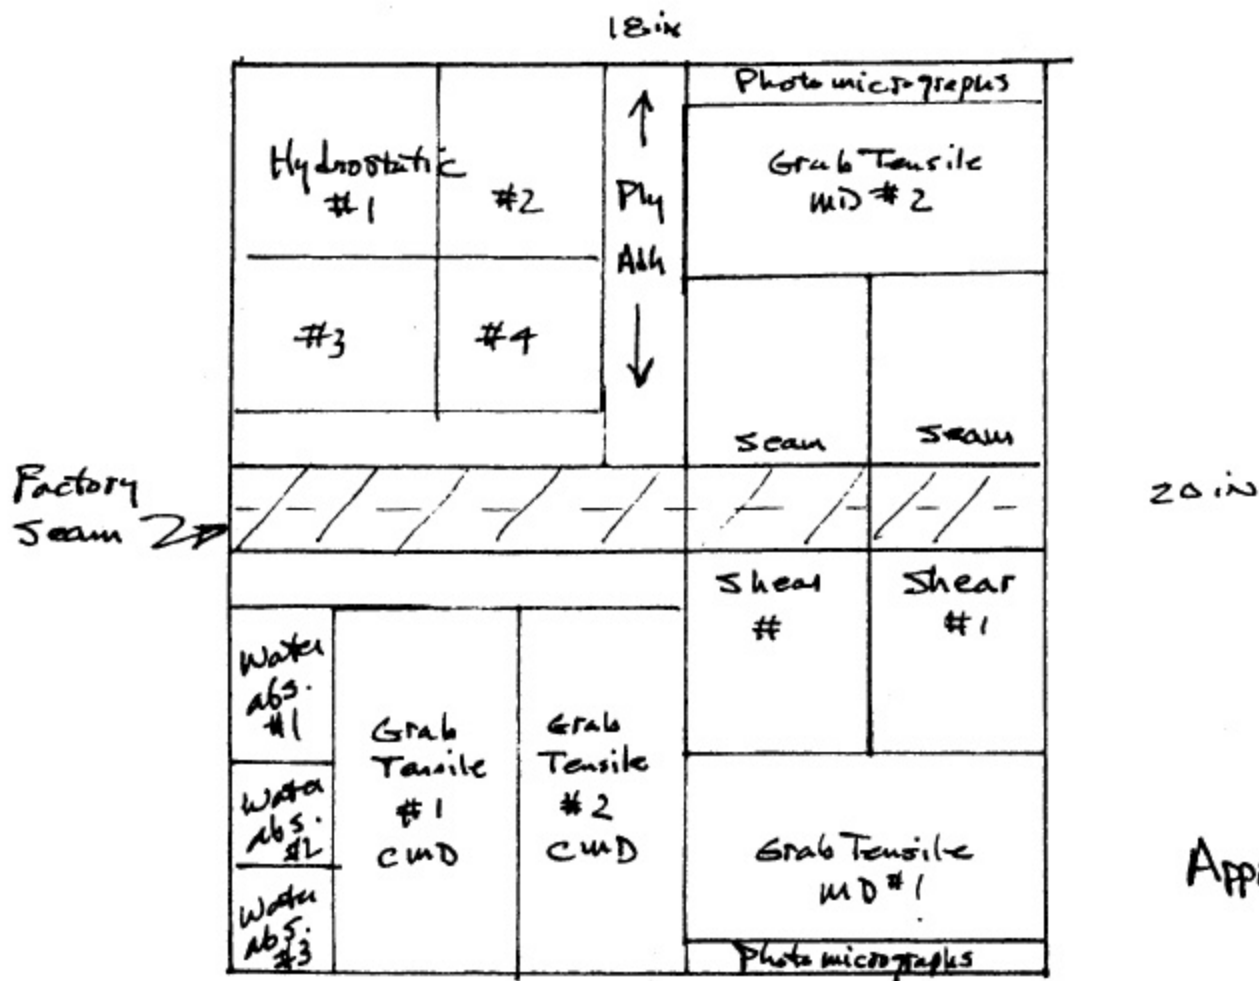 18in
Photomicrographs
Hydrostatic
#1
#2
Ply
Adh
Grab Tensile
MD #2
#3
#4
Seam
Seam
Factory
Seam
20 in
Shear
#
Shear
#1
Water
abs.
#1
Water
abs.
#2
Water
abs.
#3
Grab
Tensile
#1
CMD
Grab
Tensile
#2
CMD
Grab Tensile
MD #1
App
Photomicrographs